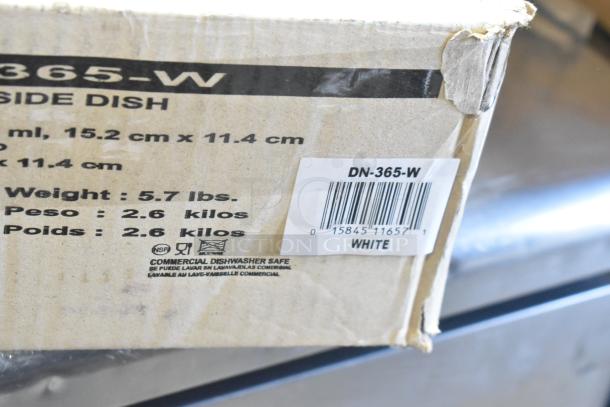 365-W
SIDE DISH
ml, 15.2 cm x 11.4 cm
x 11.4 cm
Weight : 5.7 lbs.
Peso : 2.6 kilos
Poids : 2.6 kilos
NSF
COMMERCIAL DISHWASHER SAFE
SE PUEDE LAVAR EN LAVAVAJILAS COMERCIAL
LAVABLE AU LAVE-VAISSELLE COMMERCIAL
DN-365-W
0 15845 11657 1
WHITE